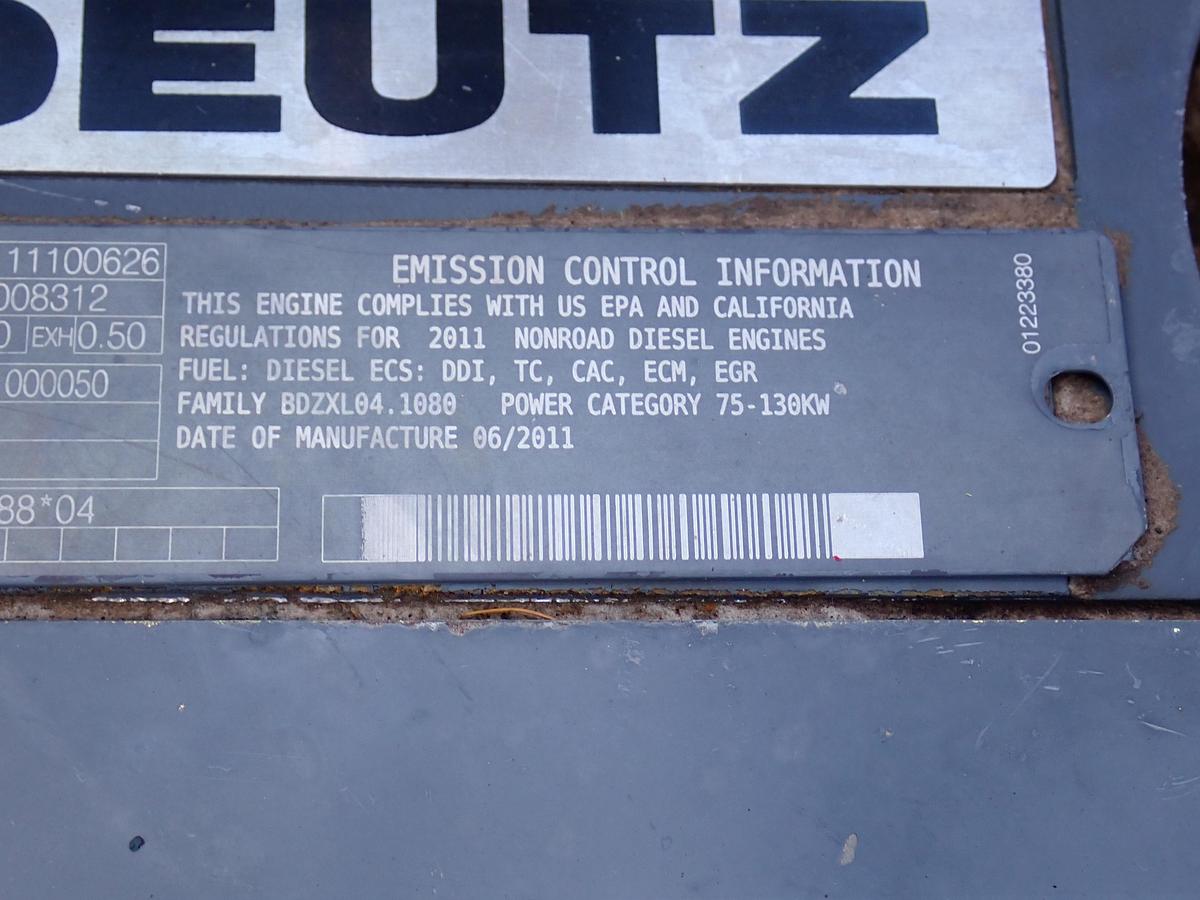 DEUTZ
11100626
008312
0 EXH 0.50
000050
88*04
EMISSION CONTROL INFORMATION
THIS ENGINE COMPLIES WITH US EPA AND CALIFORNIA
REGULATIONS FOR 2011 NONROAD DIESEL ENGINES
FUEL: DIESEL ECS: DDI, TC, CAC, ECM, EGR
FAMILY BDZXL04.1080 POWER CATEGORY 75-130KW
DATE OF MANUFACTURE 06/2011
01223380